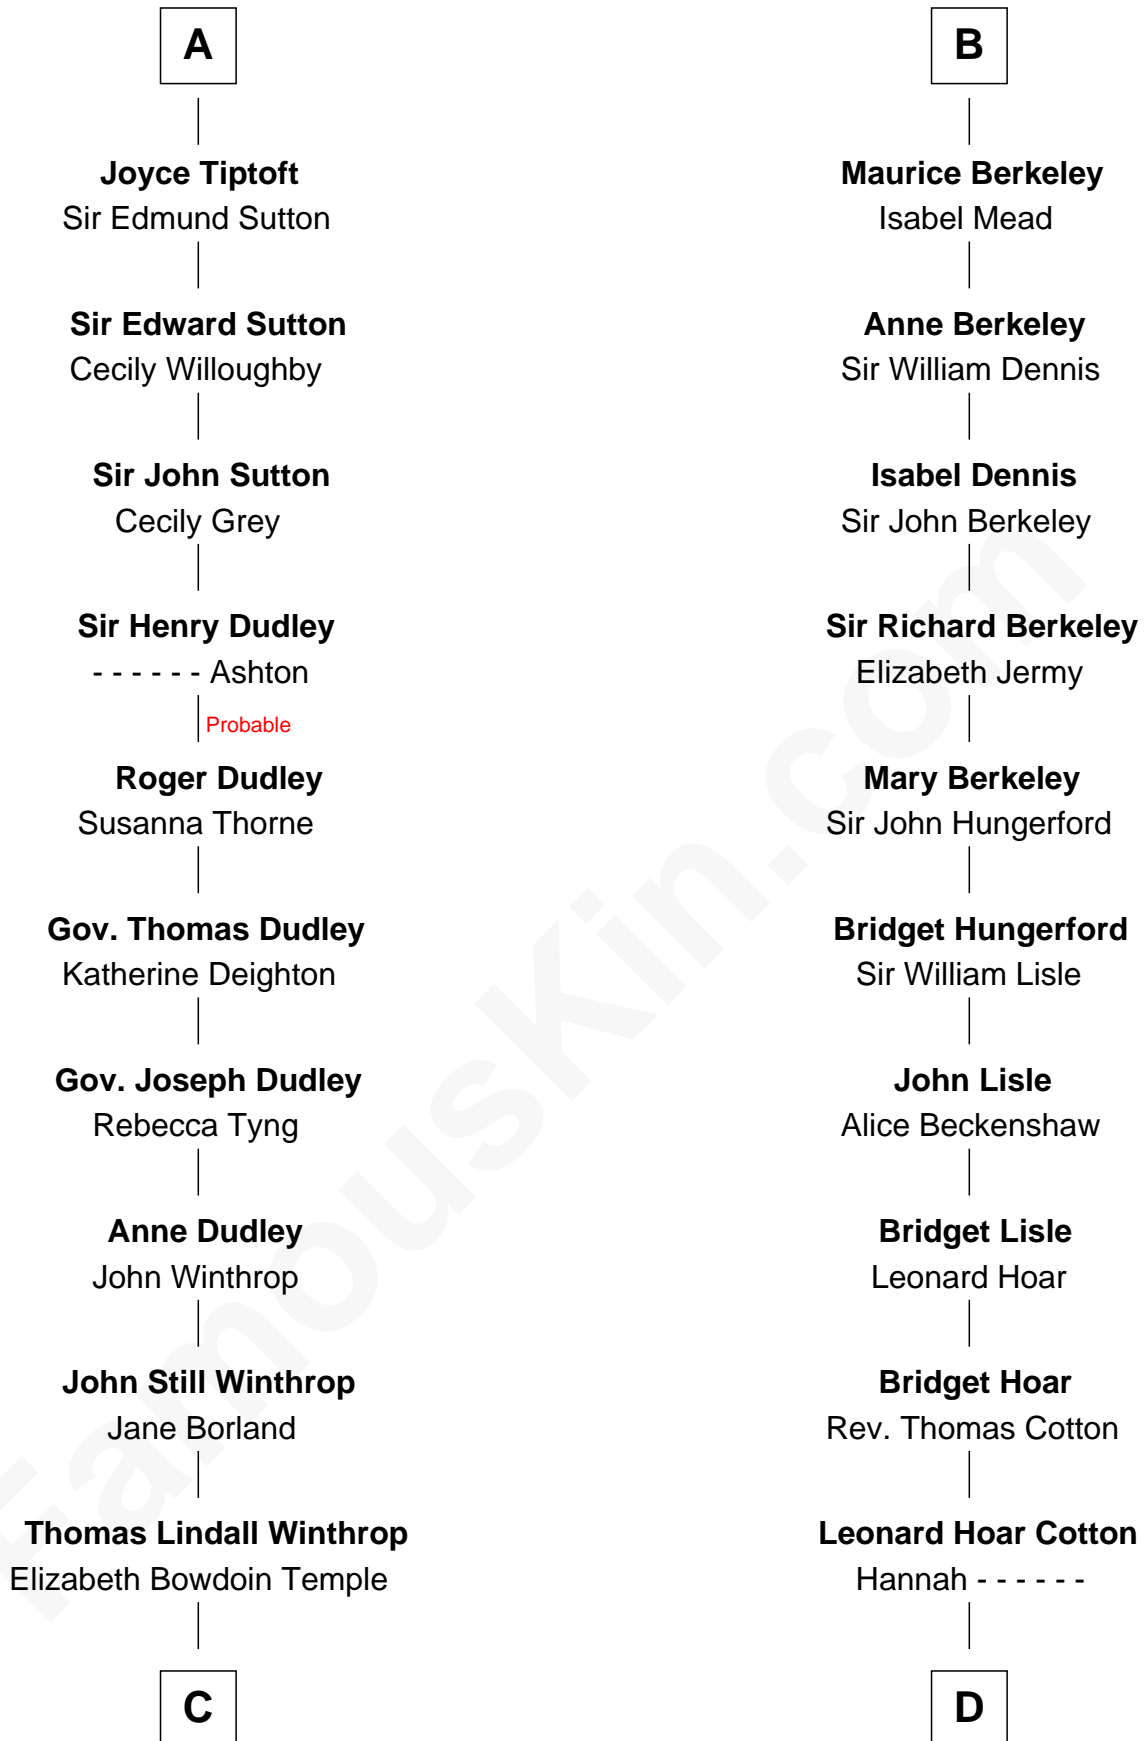 A
Joyce Tiptoft
Sir Edmund Sutton
Sir Edward Sutton
Cecily Willoughby
Sir John Sutton
Cecily Grey
Sir Henry Dudley
- - - - - - Ashton
Probable
Roger Dudley
Susanna Thorne
Gov. Thomas Dudley
Katherine Deighton
Gov. Joseph Dudley
Rebecca Tyng
Anne Dudley
John Winthrop
John Still Winthrop
Jane Borland
Thomas Lindall Winthrop
Elizabeth Bowdoin Temple
C
B
Maurice Berkeley
Isabel Mead
Anne Berkeley
Sir William Dennis
Isabel Dennis
Sir John Berkeley
Sir Richard Berkeley
Elizabeth Jermy
Mary Berkeley
Sir John Hungerford
Bridget Hungerford
Sir William Lisle
John Lisle
Alice Beckenshaw
Bridget Lisle
Leonard Hoar
Bridget Hoar
Rev. Thomas Cotton
Leonard Hoar Cotton
Hannah - - - - - -
D
FamousKin.com